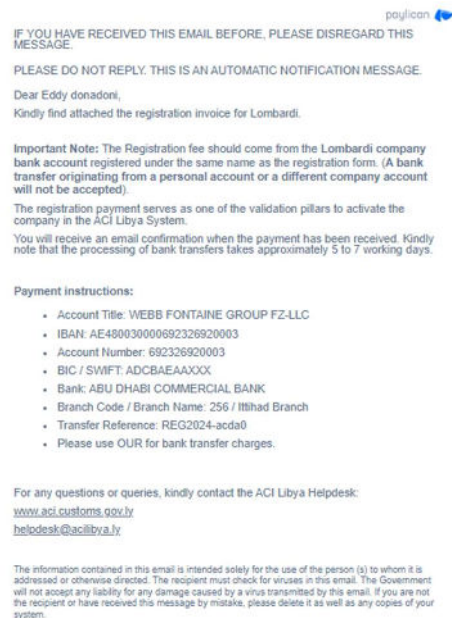 paylican
IF YOU HAVE RECEIVED THIS EMAIL BEFORE, PLEASE DISREGARD THIS
MESSAGE.
PLEASE DO NOT REPLY. THIS IS AN AUTOMATIC NOTIFICATION MESSAGE.
Dear Eddy donadoni,
Kindly find attached the registration invoice for Lombardi.
Important Note: The Registration fee should come from the Lombardi company
bank account registered under the same name as the registration form. (A bank
transfer originating from a personal account or a different company account
will not be accepted).
The registration payment serves as one of the validation pillars to activate the
company in the ACI Libya System.
You will receive an email confirmation when the payment has been received. Kindly
note that the processing of bank transfers takes approximately 5 to 7 working days.
Payment instructions:
• Account Title: WEBB FONTAINE GROUP FZ-LLC
• IBAN: AE480030000692326920003
• Account Number: 692326920003
• BIC / SWIFT: ADCBAEAAXXX
• Bank: ABU DHABI COMMERCIAL BANK
• Branch Code / Branch Name: 256 / Ittihad Branch
• Transfer Reference: REG2024-acda0
• Please use OUR for bank transfer charges.
For any questions or queries, kindly contact the ACI Libya Helpdesk:
www.aci.customs.gov.ly
helpdesk@acilibya.ly
The information contained in this email is intended solely for the use of the person (s) to whom it is
addressed or otherwise directed. The recipient must check for viruses in this email. The Government
will not accept any liability for any damage caused by a virus transmitted by this email. If you are not
the recipient or have received this message by mistake, please delete it as well as any copies of your
system.